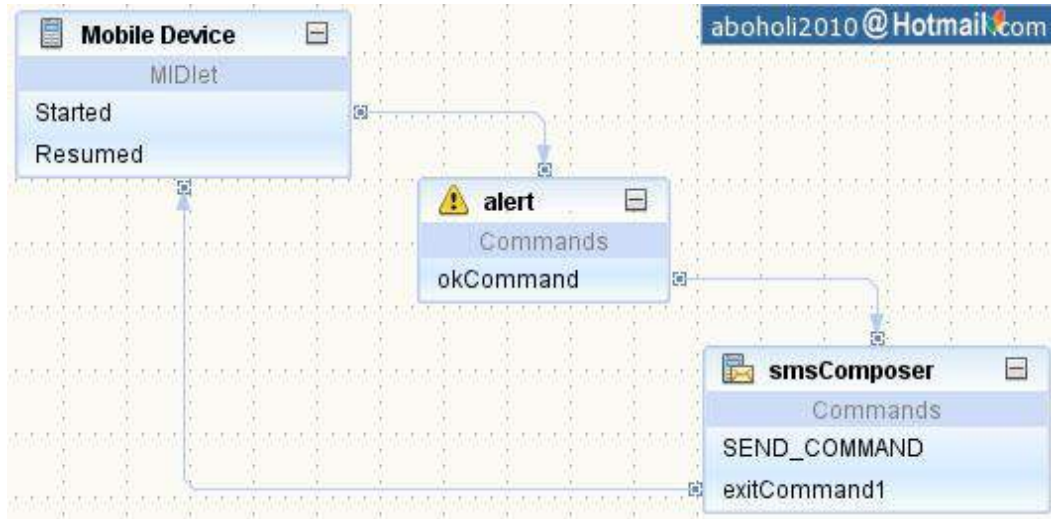 Mobile Device
MIDlet
Started
Resumed
aboholi2010@Hotmail.com
alert
Commands
okCommand
smsComposer
Commands
SEND_COMMAND
exitCommand1